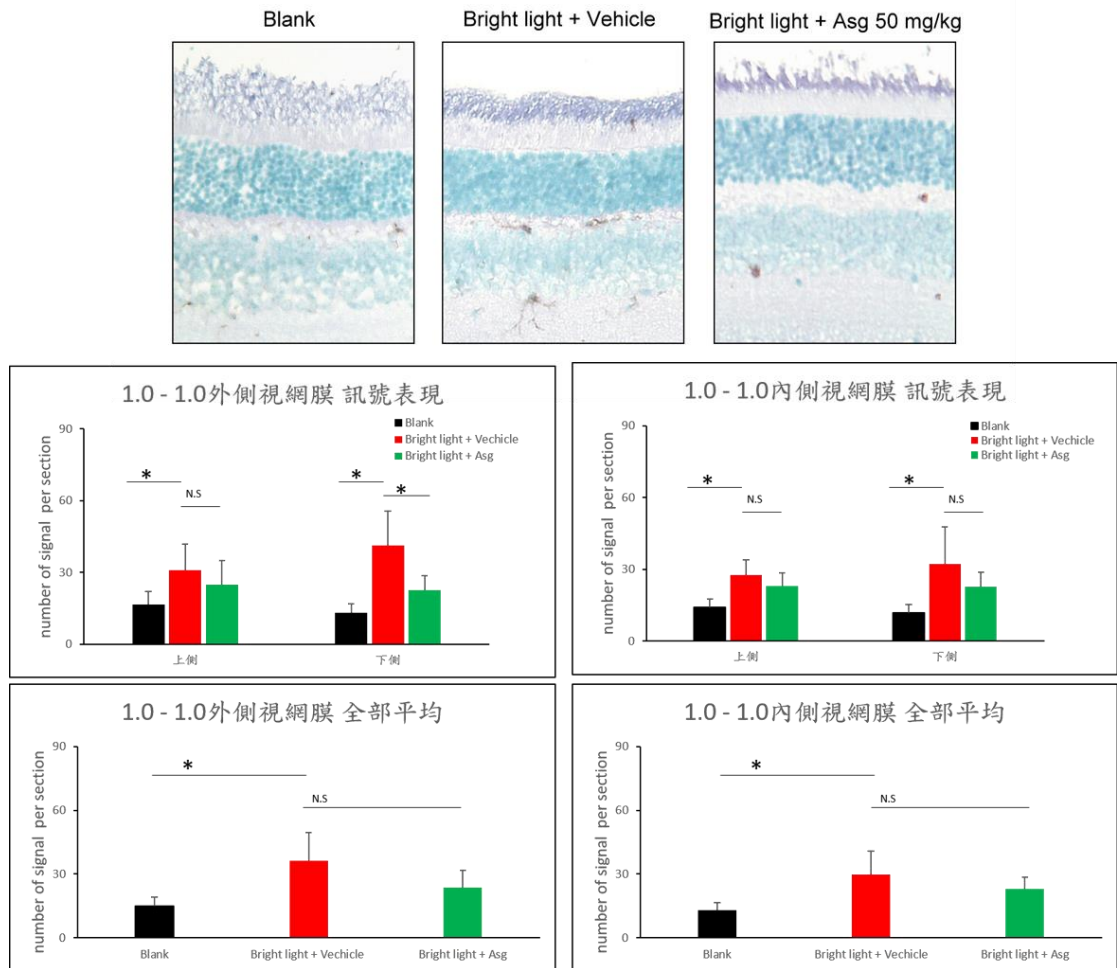 Blank
Bright light + Vehicle
Bright light + Asg 50 mg/kg
1.0 - 1.0外側視網膜 訊號表現
Blank
Bright light + Vechicle
Bright light + Asg
number of signal per section
90
60
30
0
*
N.S
*
*
上側
下側
1.0 - 1.0內側視網膜 訊號表現
Blank
Bright light + Vechicle
Bright light + Asg
number of signal per section
90
60
30
0
*
N.S
*
N.S
上側
下側
1.0 - 1.0外側視網膜 全部平均
number of signal per section
90
60
30
0
*
N.S
Blank
Bright light + Vechicle
Bright light + Asg
1.0 - 1.0內側視網膜 全部平均
number of signal per section
90
60
30
0
*
N.S
Blank
Bright light + Vechicle
Bright light + Asg